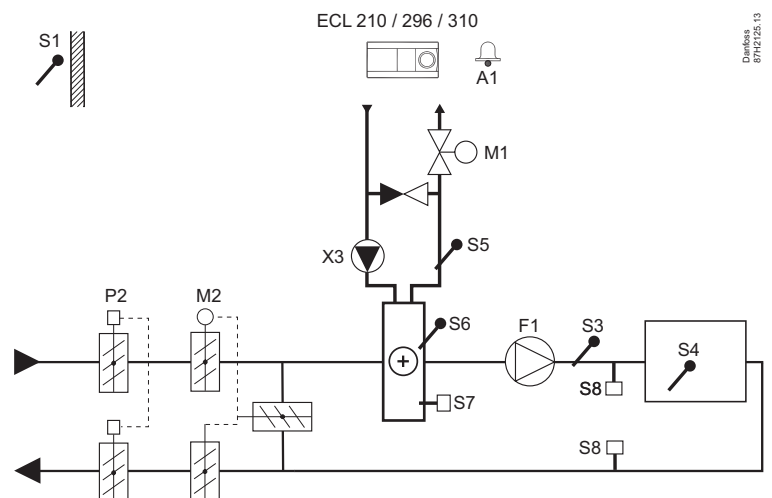 ECL 210 / 296 / 310
Danfoss
87H2125.13
S1
A1
M1
X3
S5
P2
M2
S6
F1
S3
S4
S8
S7
S8